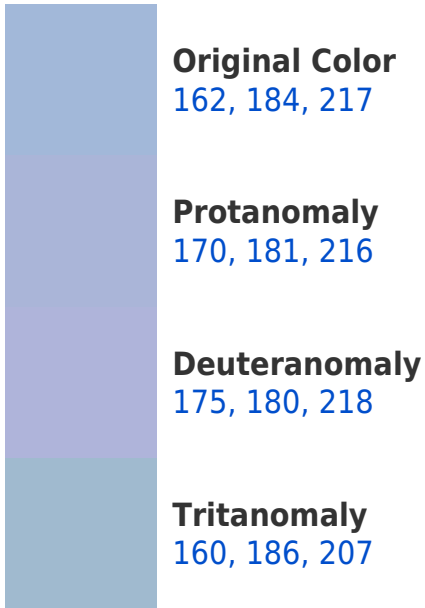 Original Color
162, 184, 217
Protanomaly
170, 181, 216
Deuteranomaly
175, 180, 218
Tritanomaly
160, 186, 207